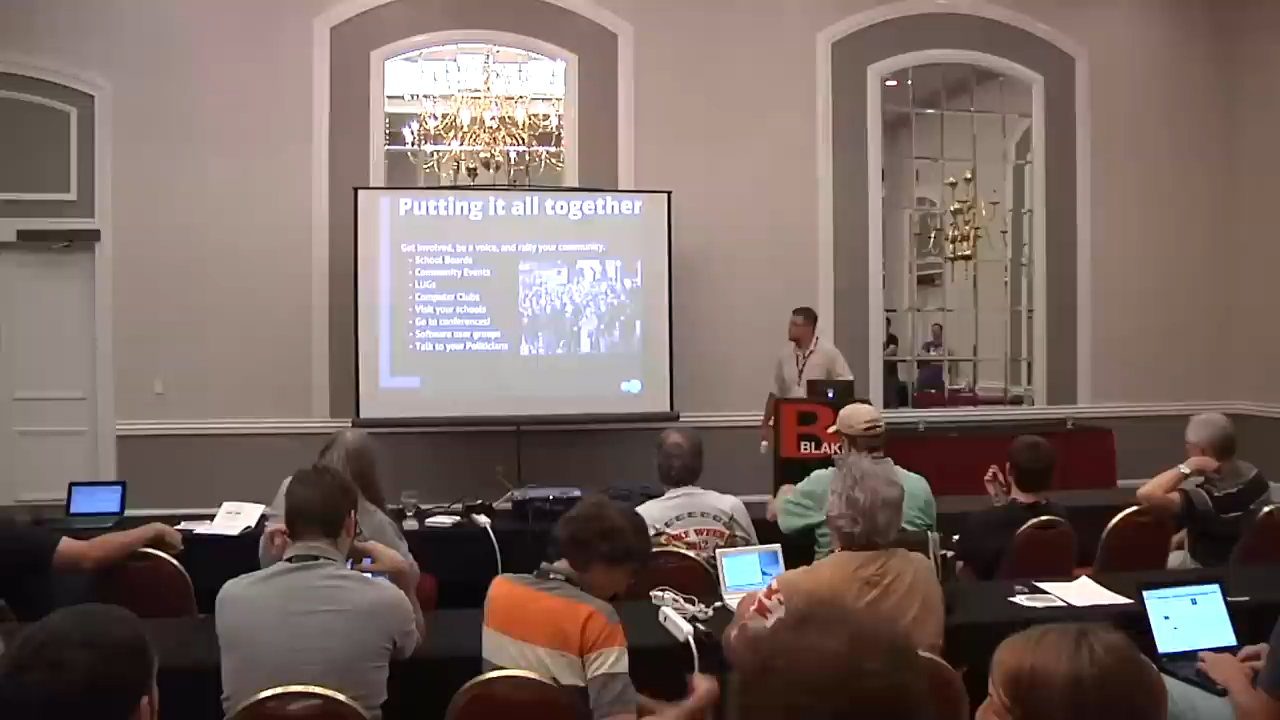 Putting it all together
Get involved, be a voice, and rally your community.
• School Boards
• Community Events
• LUGs
• Computer Clubs
• Visit your schools
• Go to conferences!
• Software user groups
• Talk to your Politicians
B
BLAK